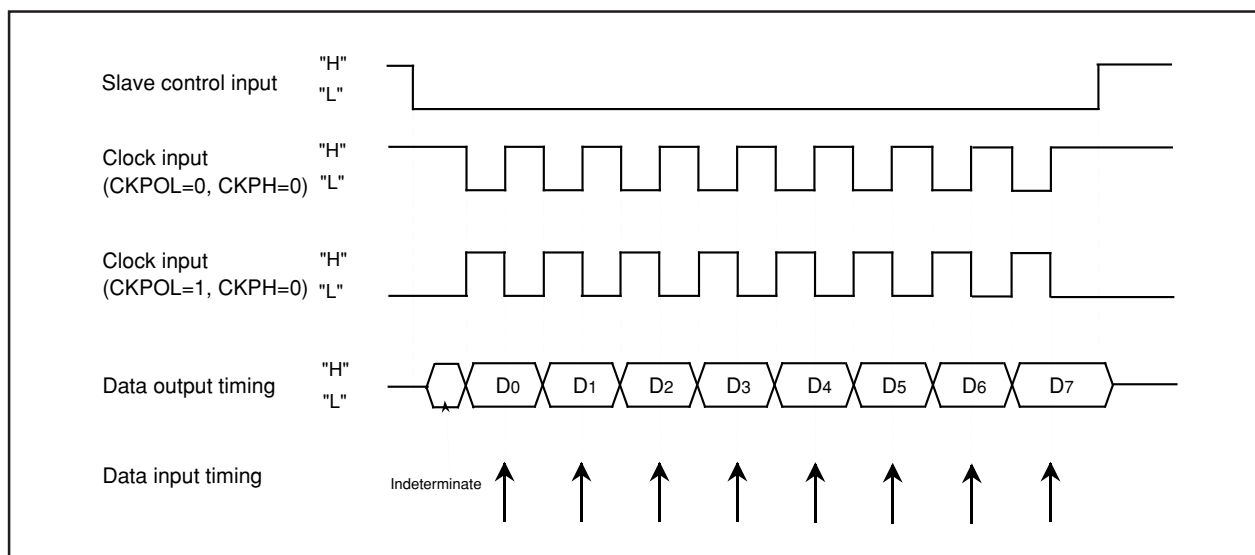 Slave control input
"H"
"L"
Clock input
(CKPOL=0, CKPH=0)
"H"
"L"
Clock input
(CKPOL=1, CKPH=0)
"H"
"L"
Data output timing
"H"
"L"
D0 D1 D2 D3 D4 D5 D6 D7
Data input timing
Indeterminate